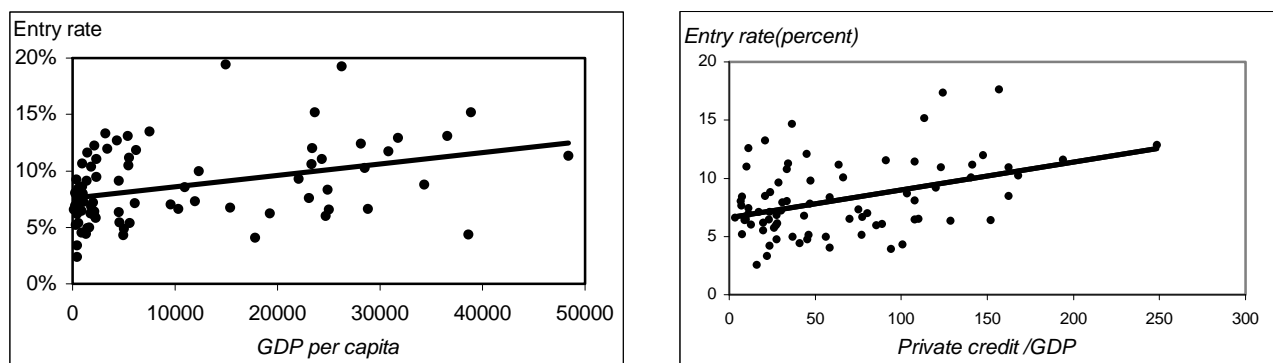 Entry rate
20%
15%
10%
5%
0%
0 10000 20000 30000 40000 50000
GDP per capita
Entry rate(percent)
20
15
10
5
0
0 50 100 150 200 250 300
Private credit /GDP